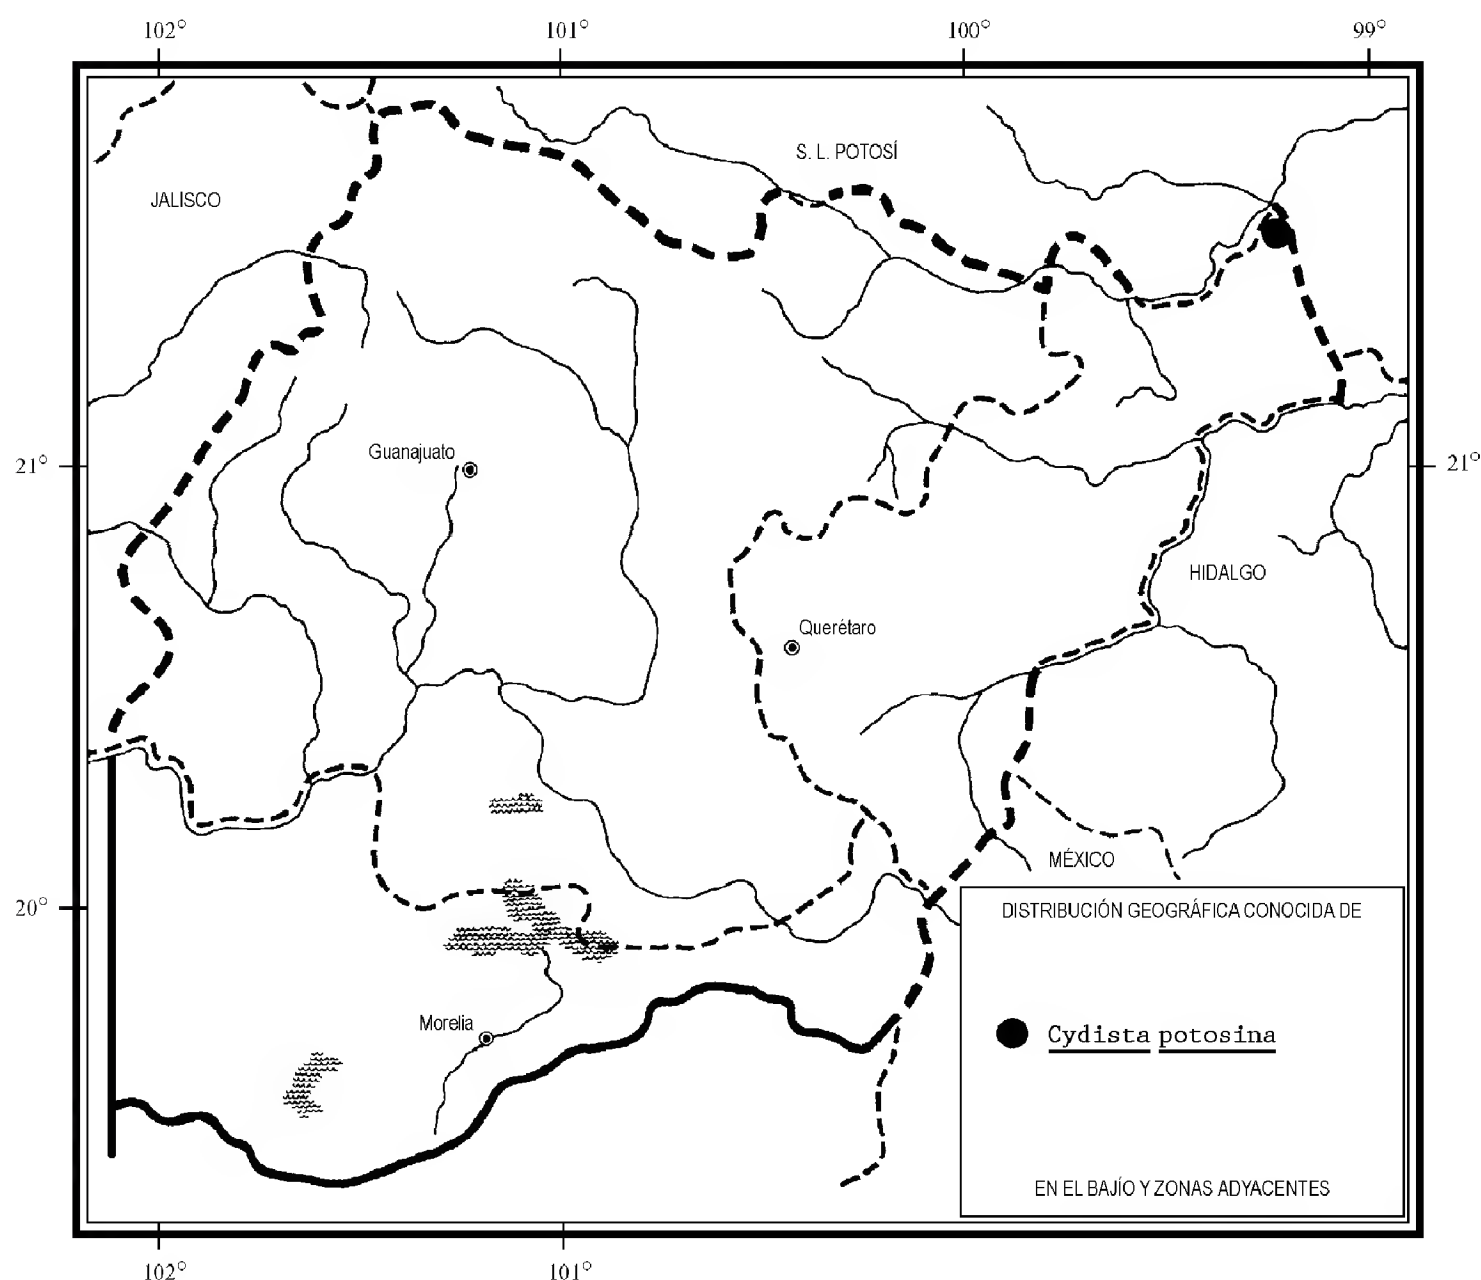 102° 101° 100° 99°
S. L. POTOSÍ
JALISCO
Guanajuato
21° 21°
HIDALGO
Querétaro
MÉXICO
20°
DISTRIBUCIÓN GEOGRÁFICA CONOCIDA DE
Morelia
Cydista potosina
EN EL BAJÍO Y ZONAS ADYACENTES
102° 101°